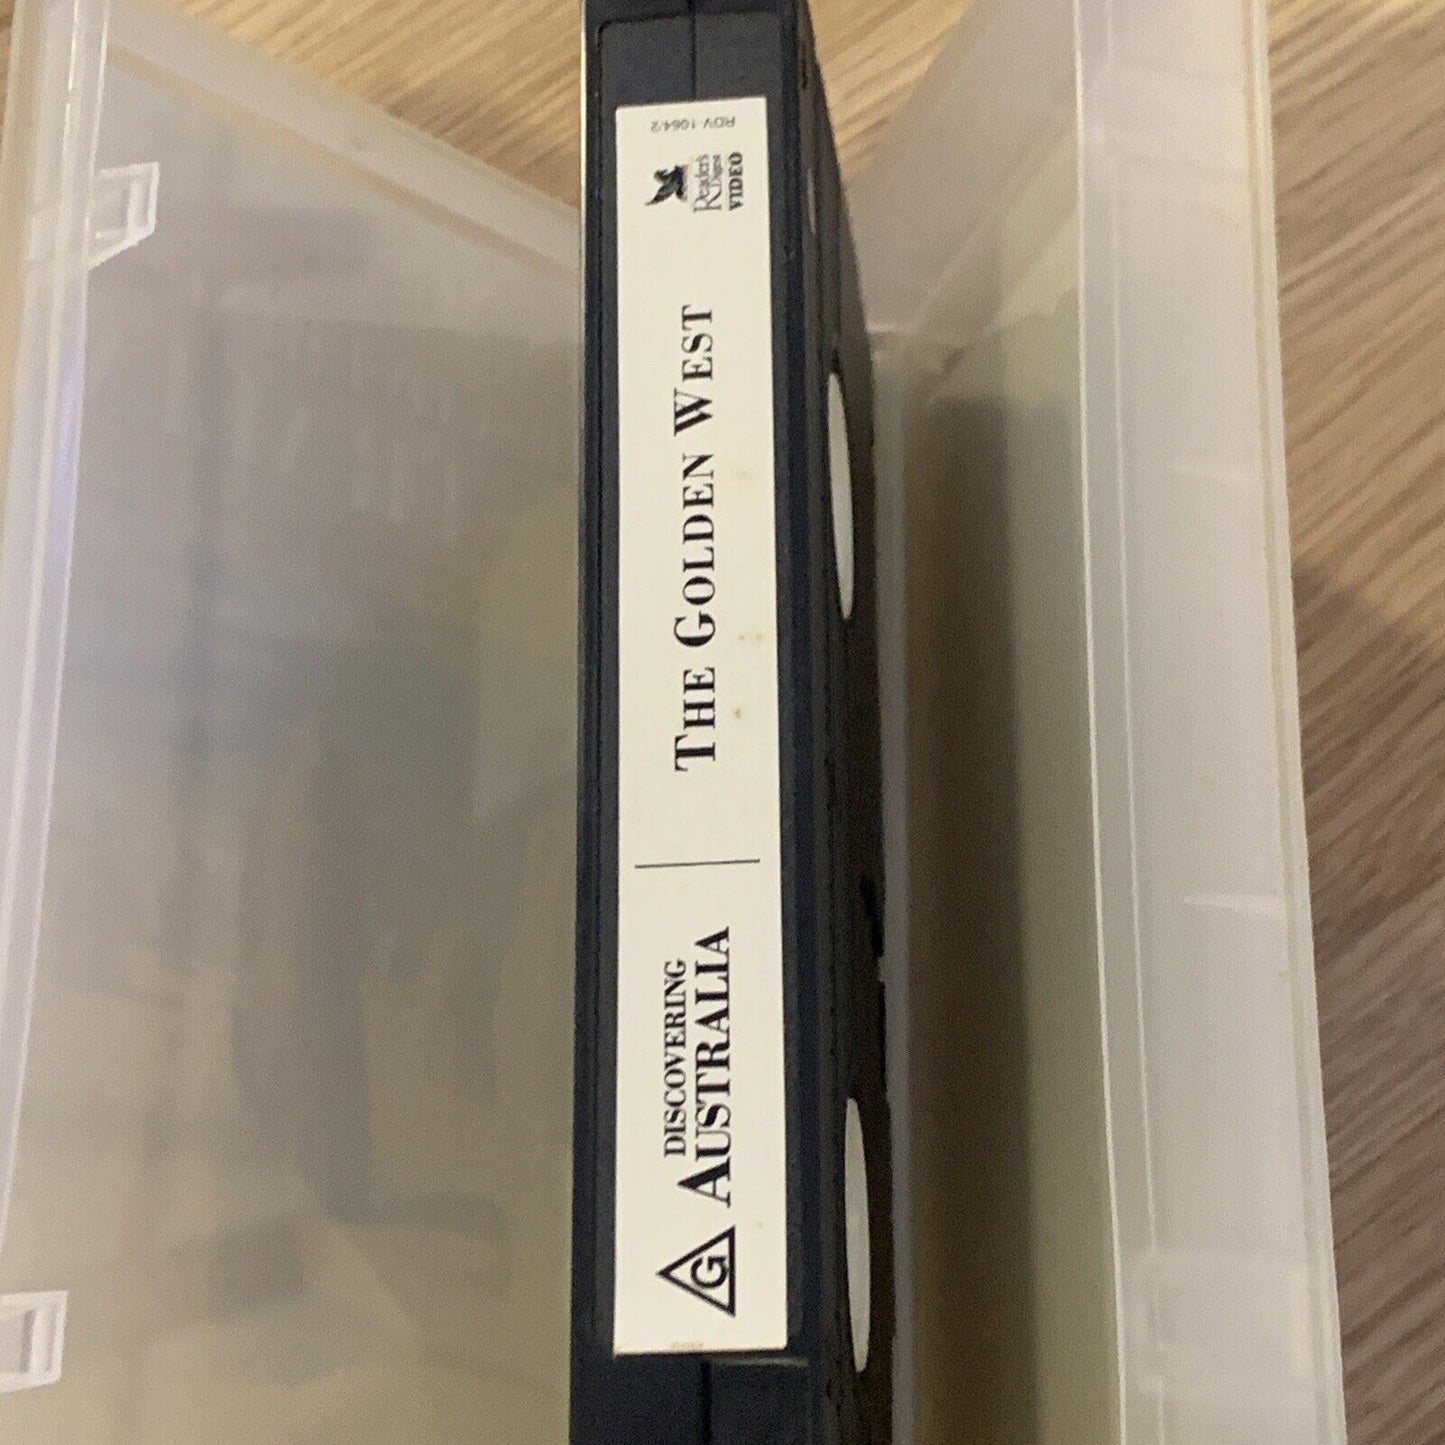 G
DISCOVERING
AUSTRALIA
THE GOLDEN WEST
Reader's
Digest
VIDEO
RDV-1064/2